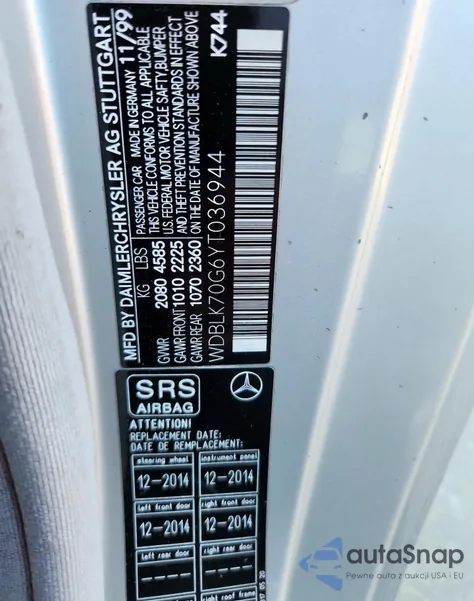 MFD BY DAIMLERCHRYSLER AG STUTTGART
PASSENGER CAR MADE IN GERMANY 11/99
KG LBS
GVWR 2080 4585
GAWR FRONT 1010 2225
GAWR REAR 1070 2360
THIS VEHICLE CONFORMS TO ALL APPLICABLE
U.S. FEDERAL MOTOR VEHICLE SAFTY,BUMPER
AND THEFT PREVENTION STANDARDS IN EFFECT
ON THE DATE OF MANUFACTURE SHOWN ABOVE
WDBLK70G6YT036944
K744
SRS
AIRBAG
ATTENTION!
REPLACEMENT DATE:
DATE DE REMPLACEMENT:
steering wheel instrument panel
12-2014 12-2014
left front door right front door
12-2014 12-2014
left rear door right rear door
---- ----
right roof frame
autoSnap
Pewne auta z aukcji USA i EU